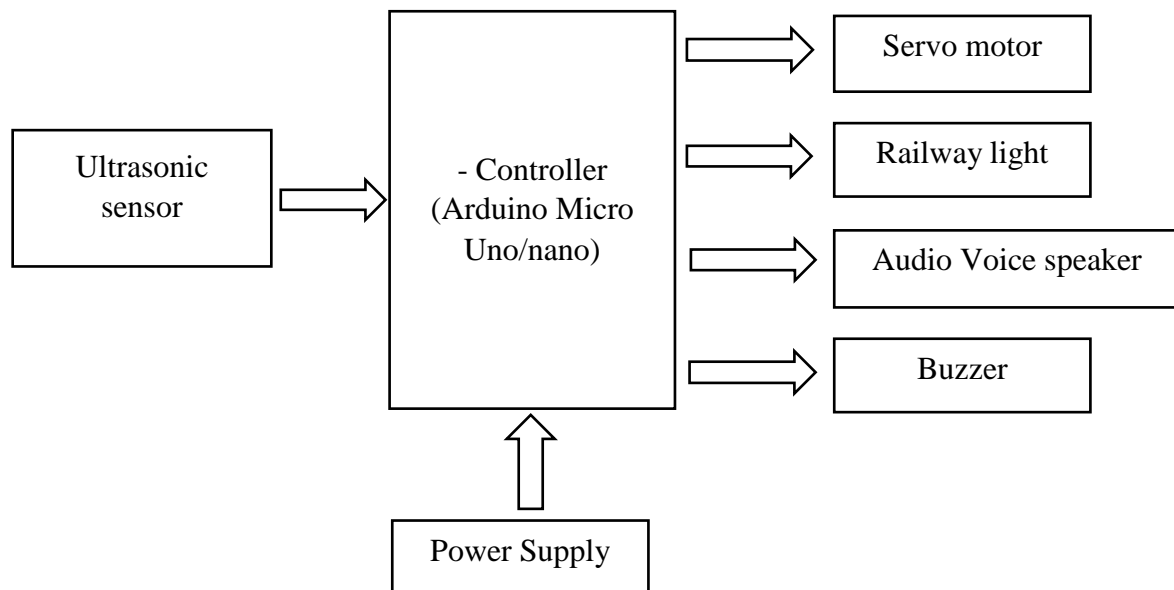 Ultrasonic
sensor
- Controller
(Arduino Micro
Uno/nano)
Servo motor
Railway light
Audio Voice speaker
Buzzer
Power Supply